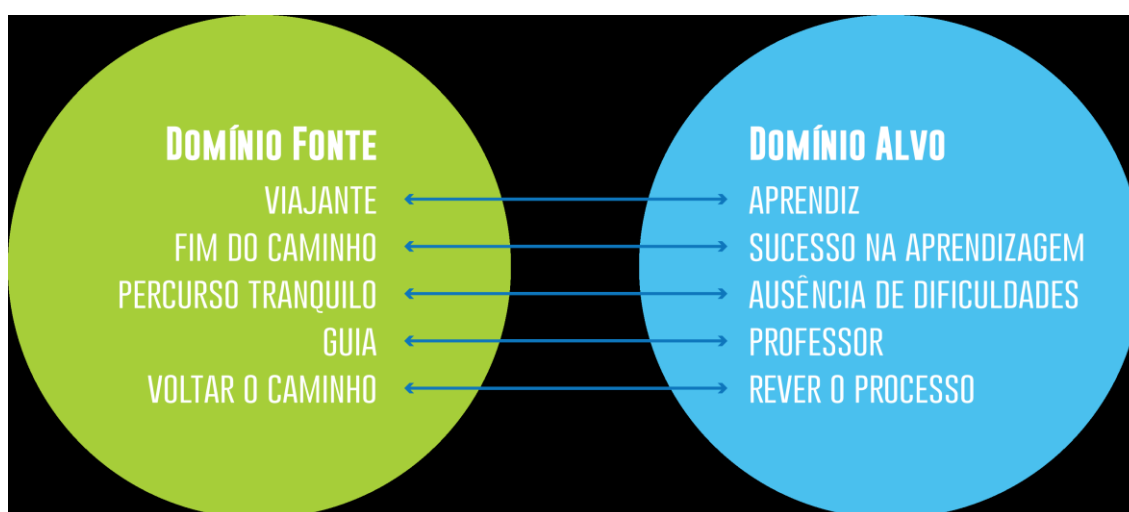 DOMÍNIO FONTE
VIAJANTE
FIM DO CAMINHO
PERCURSO TRANQUILO
GUIA
VOLTAR O CAMINHO
DOMÍNIO ALVO
APRENDIZ
SUCESSO NA APRENDIZAGEM
AUSÊNCIA DE DIFICULDADES
PROFESSOR
REVER O PROCESSO